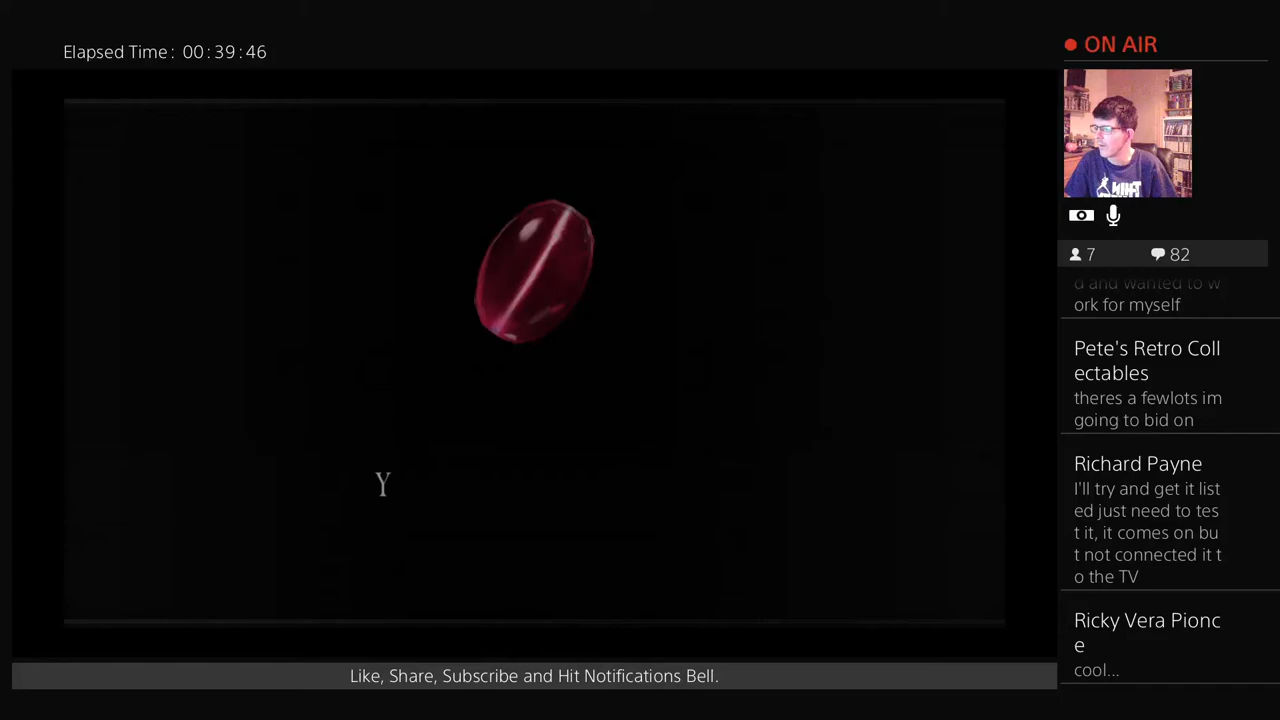 Elapsed Time: 00:39:46
ON AIR
7 82
d and wanted to w
ork for myself
Pete's Retro Coll
ectables
theres a fewlots im
going to bid on
Richard Payne
I'll try and get it list
ed just need to tes
t it, it comes on bu
t not connected it t
o the TV
Ricky Vera Pionc
e
cool...
Y
Like, Share, Subscribe and Hit Notifications Bell.